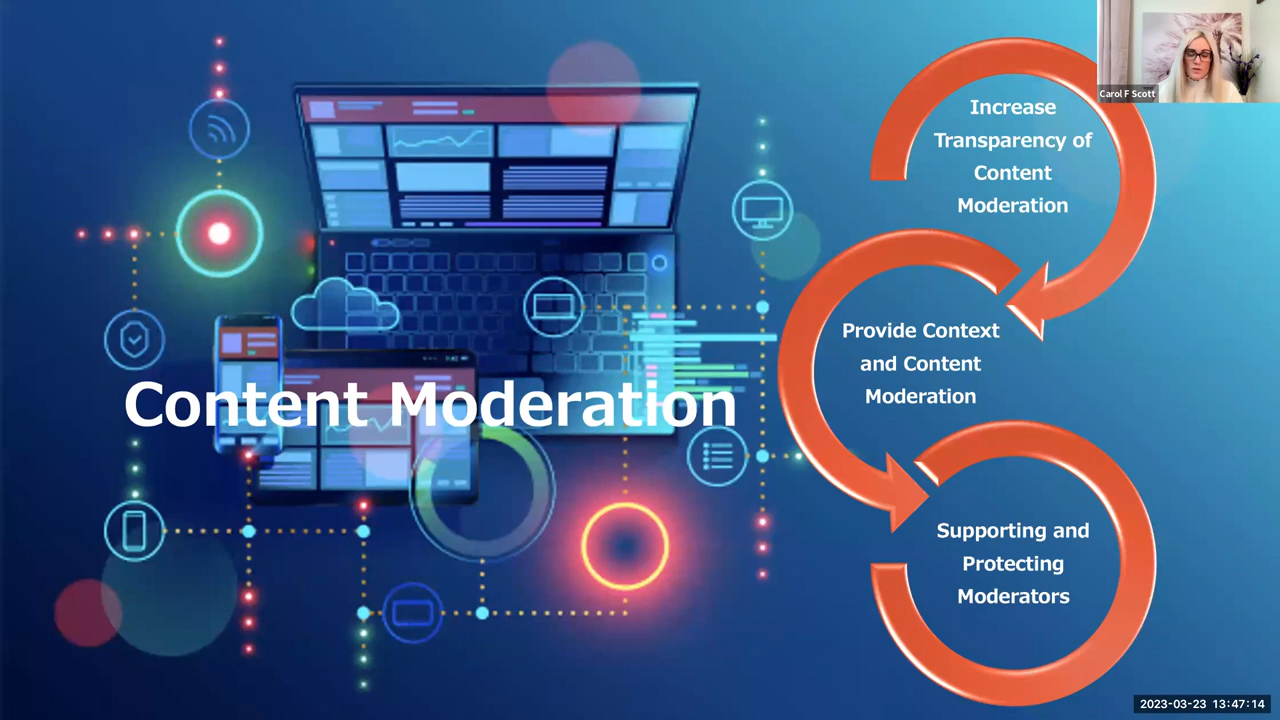 Content Moderation
Increase
Transparency of
Content
Moderation
Provide Context
and Content
Moderation
Supporting and
Protecting
Moderators
Carol F Scott
2023-03-23 13:47:14